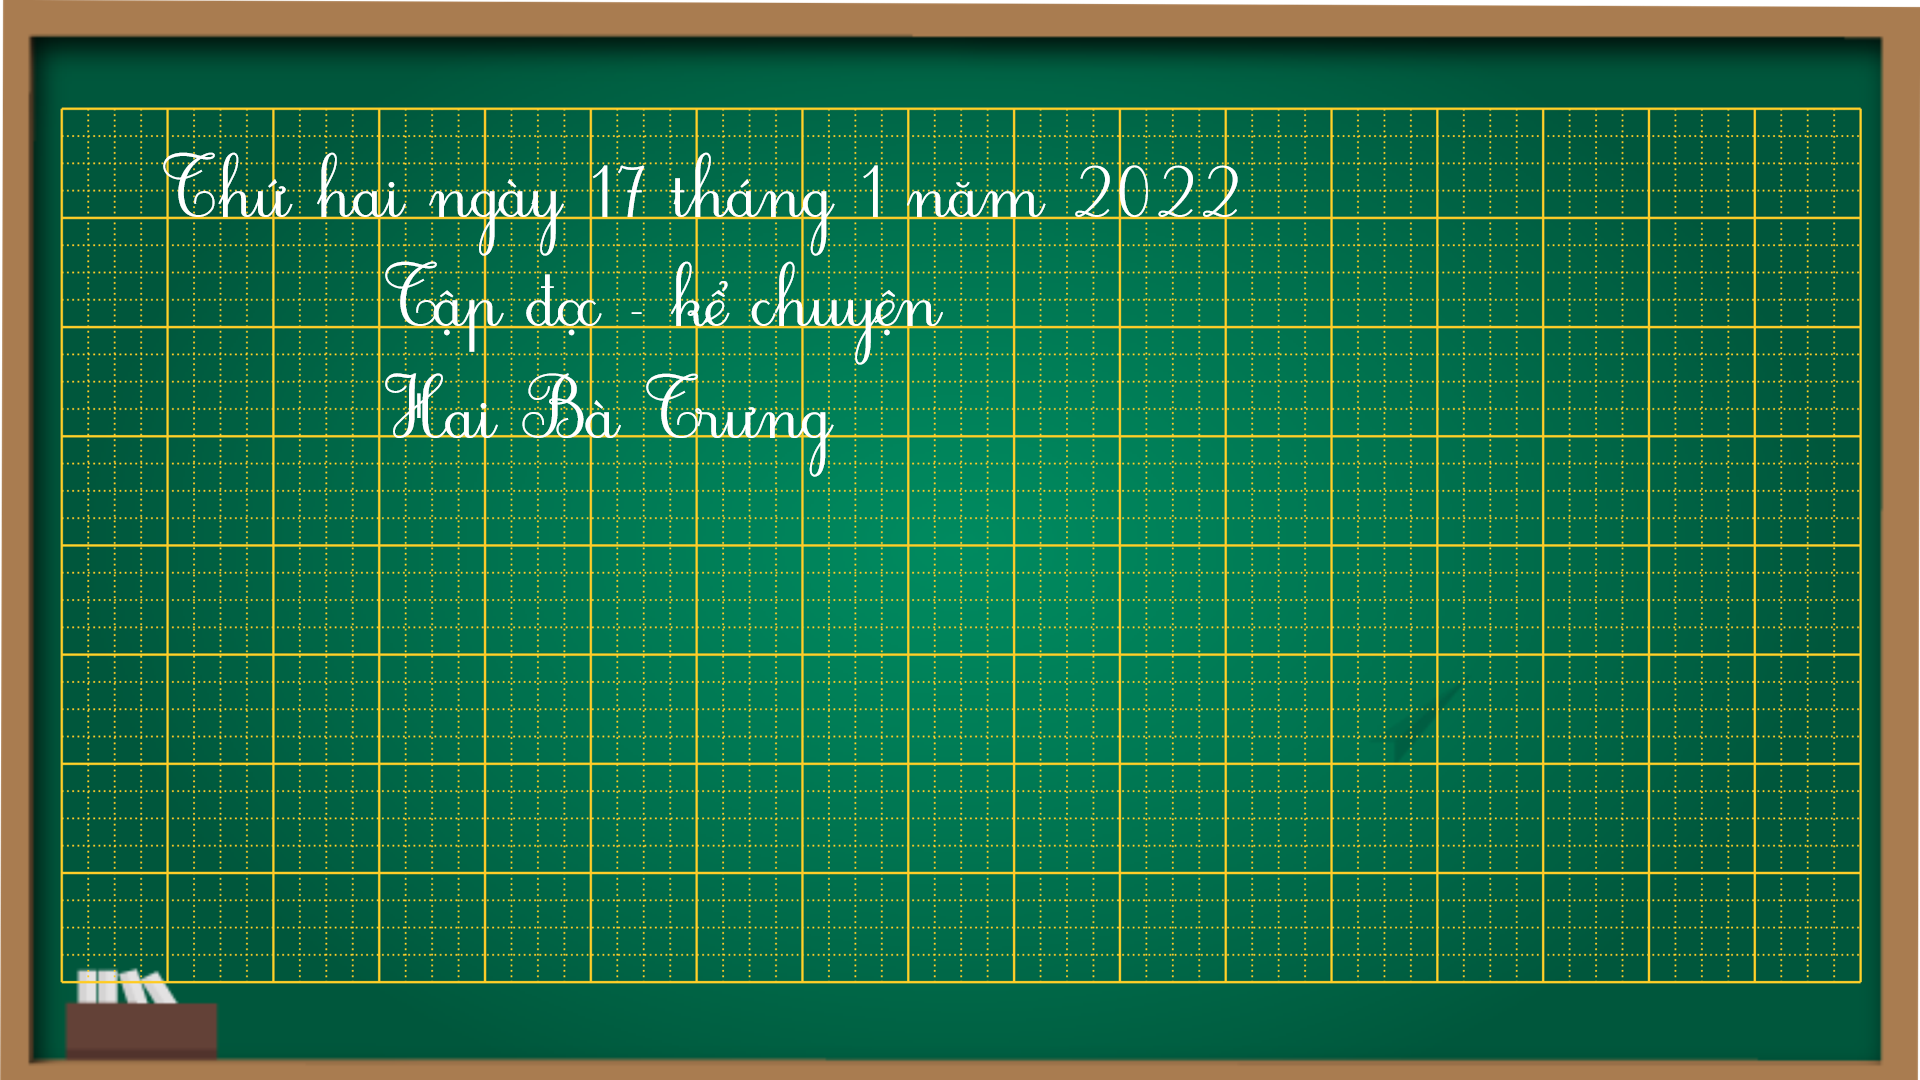 Thứ hai ngày 17 tháng 1 năm 2022
Tập đọc - kể chuyện
Hai Bà Trưng